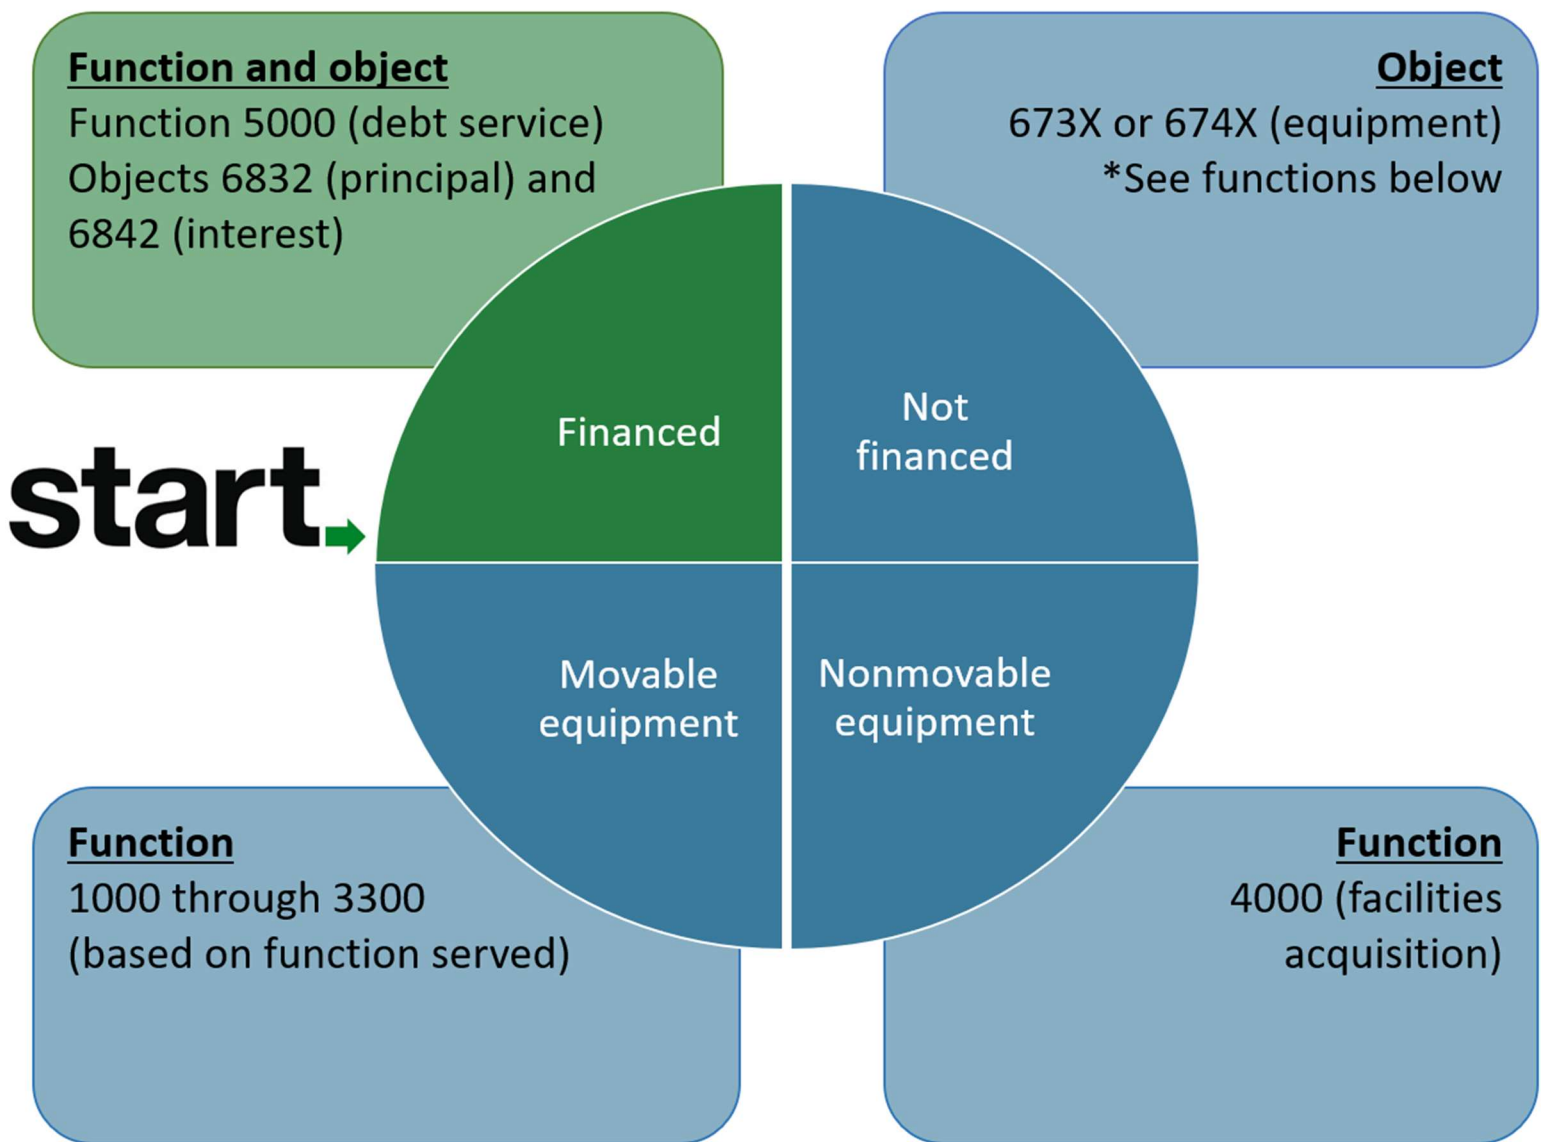 Function and object
Function 5000 (debt service)
Objects 6832 (principal) and
6842 (interest)
Object
673X or 674X (equipment)
*See functions below
Financed
Not
financed
start.
Movable
equipment
Nonmovable
equipment
Function
1000 through 3300
(based on function served)
Function
4000 (facilities
acquisition)